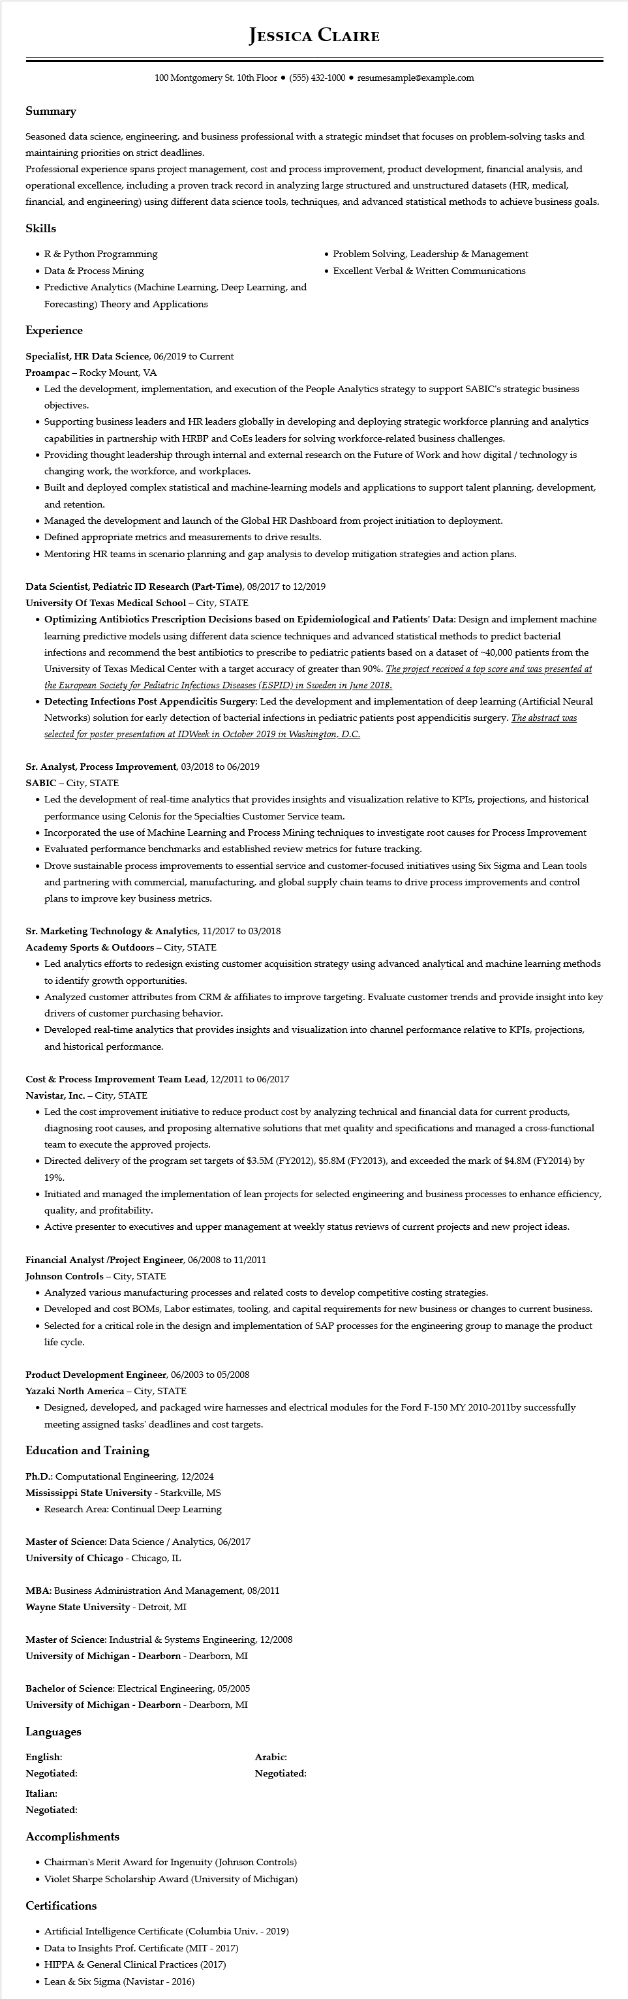 Jessica Claire
100 Montgomery St. 10th Floor ● (555) 432-1000 ● resumesample@example.com
Summary
Seasoned data science, engineering, and business professional with a strategic mindset that focuses on problem-solving tasks and
maintaining priorities on strict deadlines.
Professional experience spans project management, cost and process improvement, product development, financial analysis, and
operational excellence, including a proven track record in analyzing large structured and unstructured datasets (HR, medical,
financial, and engineering) using different data science tools, techniques, and advanced statistical methods to achieve business goals.
Skills
• R & Python Programming
• Data & Process Mining
• Predictive Analytics (Machine Learning, Deep Learning, and
Forecasting) Theory and Applications
• Problem Solving, Leadership & Management
• Excellent Verbal & Written Communications
Experience
Specialist, HR Data Science, 06/2019 to Current
Proampac – Rocky Mount, VA
• Led the development, implementation, and execution of the People Analytics strategy to support SABIC's strategic business
objectives.
• Supporting business leaders and HR leaders globally in developing and deploying strategic workforce planning and analytics
capabilities in partnership with HRBP and CoEs leaders for solving workforce-related business challenges.
• Providing thought leadership through internal and external research on the Future of Work and how digital / technology is
changing work, the workforce, and workplaces.
• Built and deployed complex statistical and machine-learning models and applications to support talent planning, development,
and retention.
• Managed the development and launch of the Global HR Dashboard from project initiation to deployment.
• Defined appropriate metrics and measurements to drive results.
• Mentoring HR teams in scenario planning and gap analysis to develop mitigation strategies and action plans.
Data Scientist, Pediatric ID Research (Part-Time), 08/2017 to 12/2019
University Of Texas Medical School – City, STATE
• Optimizing Antibiotics Prescription Decisions based on Epidemiological and Patients' Data: Design and implement machine
learning predictive models using different data science techniques and advanced statistical methods to predict bacterial
infections and recommend the best antibiotics to prescribe to pediatric patients based on a dataset of ~40,000 patients from the
University of Texas Medical Center with a target accuracy of greater than 90%. The project received a top score and was presented at
the European Society for Pediatric Infectious Diseases (ESPID) in Sweden in June 2018.
• Detecting Infections Post Appendicitis Surgery: Led the development and implementation of deep learning (Artificial Neural
Networks) solution for early detection of bacterial infections in pediatric patients post appendicitis surgery. The abstract was
selected for poster presentation at IDWeek in October 2019 in Washington, D.C.
Sr. Analyst, Process Improvement, 03/2018 to 06/2019
SABIC – City, STATE
• Led the development of real-time analytics that provides insights and visualization relative to KPIs, projections, and historical
performance using Celonis for the Specialties Customer Service team.
• Incorporated the use of Machine Learning and Process Mining techniques to investigate root causes for Process Improvement
• Evaluated performance benchmarks and established review metrics for future tracking.
• Drove sustainable process improvements to essential service and customer-focused initiatives using Six Sigma and Lean tools
and partnering with commercial, manufacturing, and global supply chain teams to drive process improvements and control
plans to improve key business metrics.
Sr. Marketing Technology & Analytics, 11/2017 to 03/2018
Academy Sports & Outdoors – City, STATE
• Led analytics efforts to redesign existing customer acquisition strategy using advanced analytical and machine learning methods
to identify growth opportunities.
• Analyzed customer attributes from CRM & affiliates to improve targeting. Evaluate customer trends and provide insight into key
drivers of customer purchasing behavior.
• Developed real-time analytics that provides insights and visualization into channel performance relative to KPIs, projections,
and historical performance.
Cost & Process Improvement Team Lead, 12/2011 to 06/2017
Navistar, Inc. – City, STATE
• Led the cost improvement initiative to reduce product cost by analyzing technical and financial data for current products,
diagnosing root causes, and proposing alternative solutions that met quality and specifications and managed a cross-functional
team to execute the approved projects.
• Directed delivery of the program set targets of $3.5M (FY2012), $5.8M (FY2013), and exceeded the mark of $4.8M (FY2014) by
19%.
• Initiated and managed the implementation of lean projects for selected engineering and business processes to enhance efficiency,
quality, and profitability.
• Active presenter to executives and upper management at weekly status reviews of current projects and new project ideas.
Financial Analyst /Project Engineer, 06/2008 to 11/2011
Johnson Controls – City, STATE
• Analyzed various manufacturing processes and related costs to develop competitive costing strategies.
• Developed and cost BOMs, Labor estimates, tooling, and capital requirements for new business or changes to current business.
• Selected for a critical role in the design and implementation of SAP processes for the engineering group to manage the product
life cycle.
Product Development Engineer, 06/2003 to 05/2008
Yazaki North America – City, STATE
• Designed, developed, and packaged wire harnesses and electrical modules for the Ford F-150 MY 2010-2011by successfully
meeting assigned tasks' deadlines and cost targets.
Education and Training
Ph.D.: Computational Engineering, 12/2024
Mississippi State University - Starkville, MS
• Research Area: Continual Deep Learning
Master of Science: Data Science / Analytics, 06/2017
University of Chicago - Chicago, IL
MBA: Business Administration And Management, 08/2011
Wayne State University - Detroit, MI
Master of Science: Industrial & Systems Engineering, 12/2008
University of Michigan - Dearborn - Dearborn, MI
Bachelor of Science: Electrical Engineering, 05/2005
University of Michigan - Dearborn - Dearborn, MI
Languages
English:
Negotiated:
Arabic:
Negotiated:
Italian:
Negotiated:
Accomplishments
• Chairman's Merit Award for Ingenuity (Johnson Controls)
• Violet Sharpe Scholarship Award (University of Michigan)
Certifications
• Artificial Intelligence Certificate (Columbia Univ. - 2019)
• Data to Insights Prof. Certificate (MIT - 2017)
• HIPPA & General Clinical Practices (2017)
• Lean & Six Sigma (Navistar - 2016)